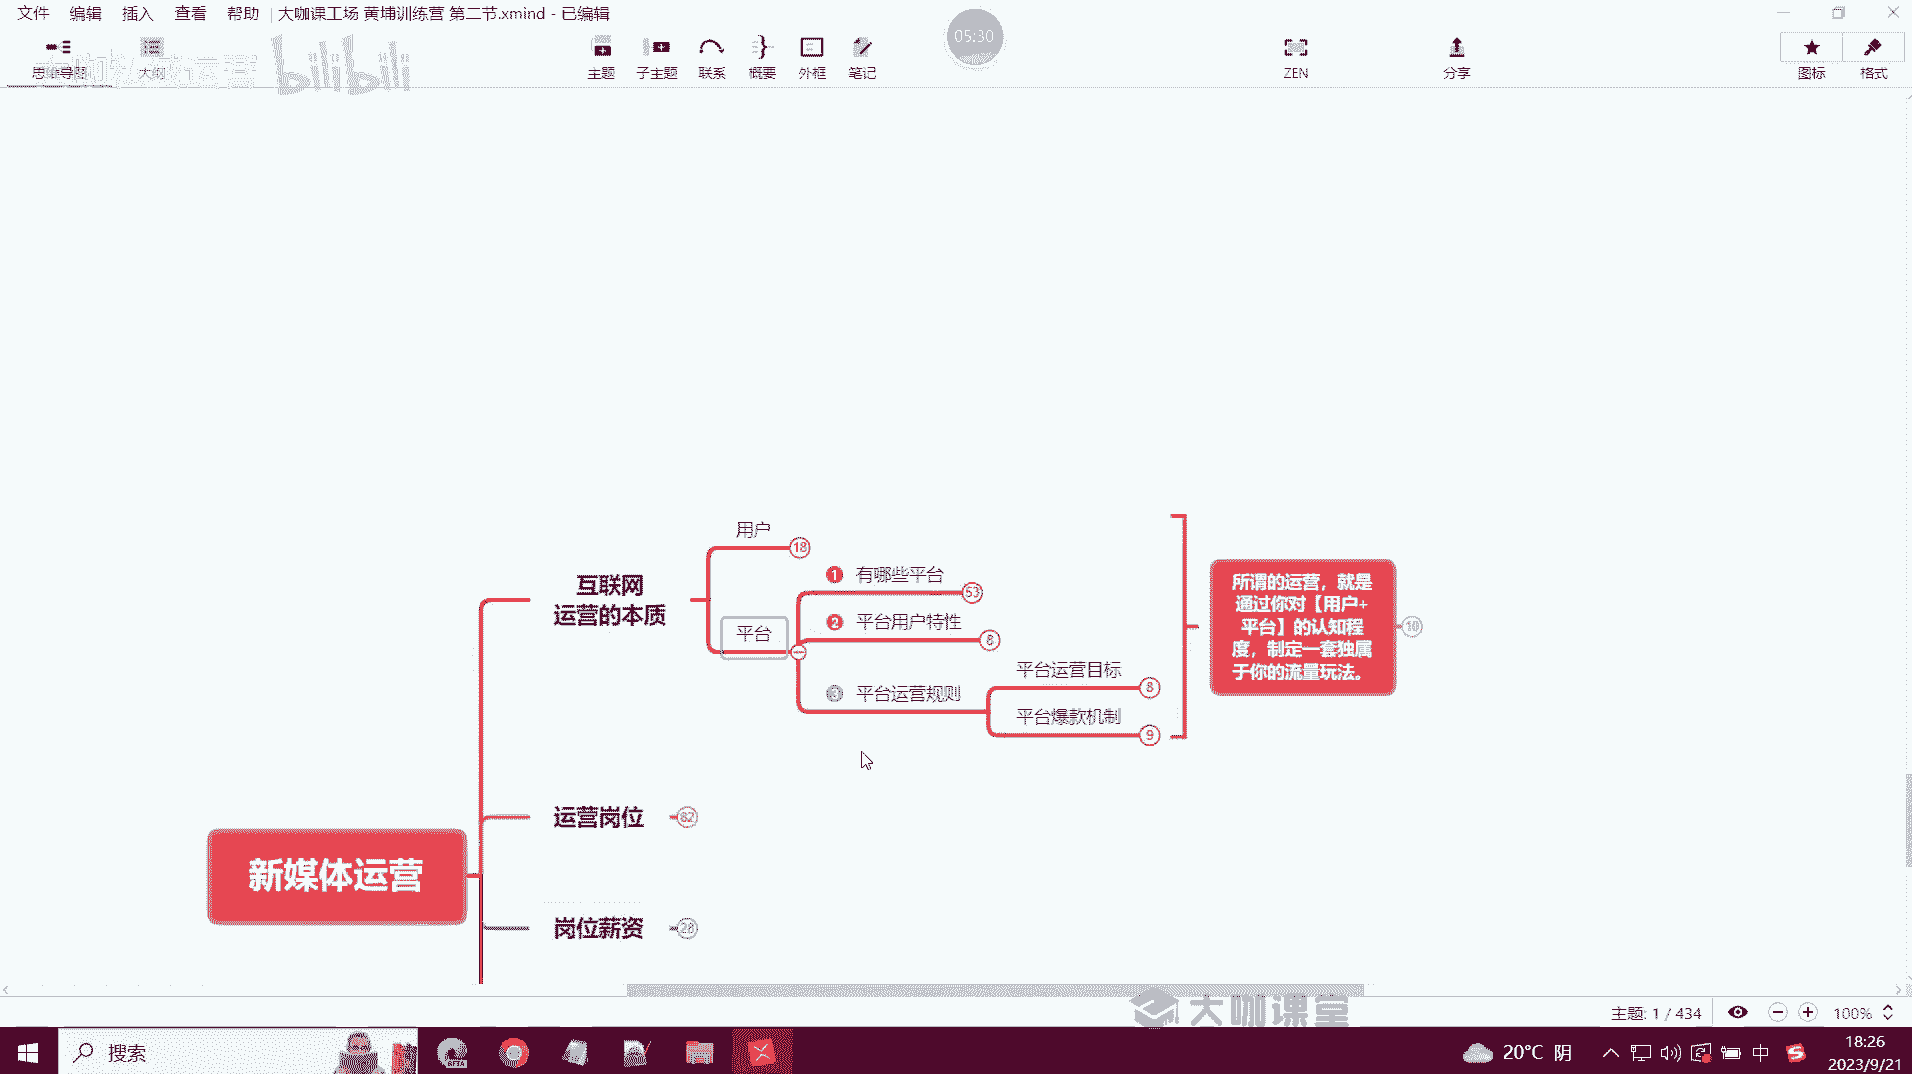 文件 编辑 插入 查看 帮助 大咖课工场 黄埔训练营 第二节.xmind - 已编辑
05:30
思维导图 大纲 主题 子主题 联系 概要 外框 笔记 ZEN 分享 图标 格式
bilibili
用户
18
互联网
运营的本质
1 有哪些平台
53
平台
2 平台用户特性
8
3 平台运营规则
平台运营目标
8
平台爆款机制
9
所谓的运营，就是
通过你对【用户+
平台】的认知程
度，制定一套独属
于你的流量玩法。
10
运营岗位
82
新媒体运营
岗位薪资
28
大咖课堂
主题: 1 / 434 100%
搜索
20°C 阴 中
18:26
2023/9/21